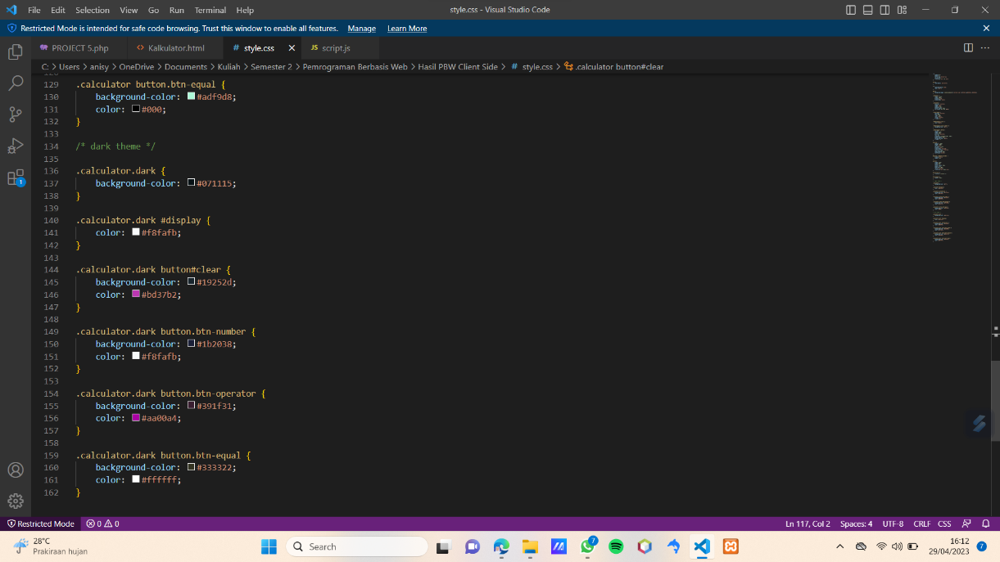 File Edit Selection View Go Run Terminal Help
style.css - Visual Studio Code
Restricted Mode is intended for safe code browsing. Trust this window to enable all features. Manage Learn More
PROJECT 5.php
Kalkulator.html
# style.css
JS script.js
C: > Users > anisy > OneDrive > Documents > Kuliah > Semester 2 > Pemrograman Berbasis Web > Hasil PBW Client Side > # style.css > .calculator button#clear
129 .calculator button.btn-equal {
130 background-color: #adf9d8;
131 color: #000;
132 }
133
134 /* dark theme */
135
136 .calculator.dark {
137 background-color: #071115;
138 }
139
140 .calculator.dark #display {
141 color: #f8fafb;
142 }
143
144 .calculator.dark button#clear {
145 background-color: #19252d;
146 color: #bd37b2;
147 }
148
149 .calculator.dark button.btn-number {
150 background-color: #1b2038;
151 color: #f8fafb;
152 }
153
154 .calculator.dark button.btn-operator {
155 background-color: #391f31;
156 color: #aa00a4;
157 }
158
159 .calculator.dark button.btn-equal {
160 background-color: #333322;
161 color: #ffffff;
162 }
1
Restricted Mode 0 0
Ln 117, Col 2 Spaces: 4 UTF-8 CRLF CSS
28°C
Prakiraan hujan
Search
7
16:12
29/04/2023
7